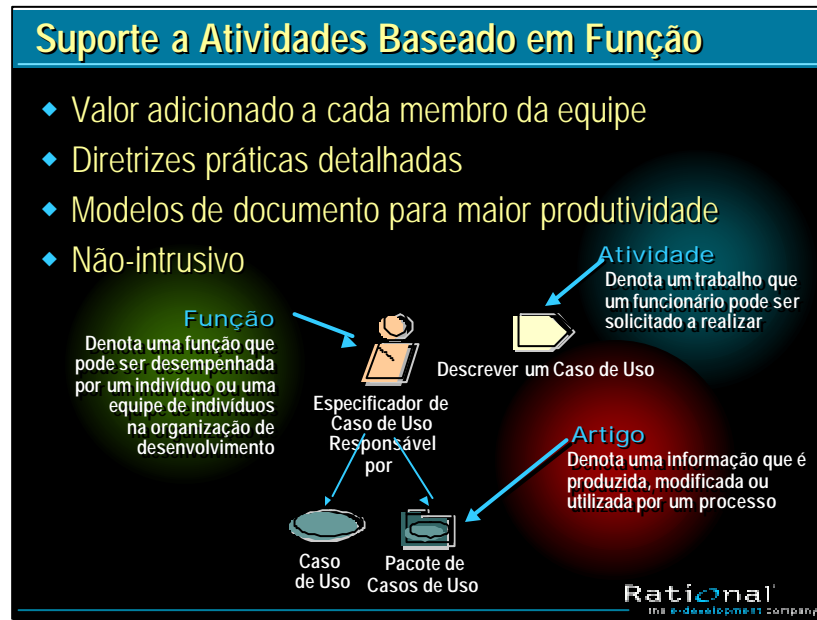 Suporte a Atividades Baseado em Função
Valor adicionado a cada membro da equipe
Diretrizes práticas detalhadas
Modelos de documento para maior produtividade
Não-intrusivo
Atividade
Denota um trabalho que
um funcionário pode ser
solicitado a realizar
Função
Denota uma função que
pode ser desempenhada
por um indivíduo ou uma
equipe de indivíduos
na organização de
desenvolvimento
Descrever um Caso de Uso
Especificador de
Caso de Uso
Responsável
por
Artigo
Denota uma informação que é
produzida, modificada ou
utilizada por um processo
Caso
de Uso
Pacote de
Casos de Uso
Rational
the e-development company